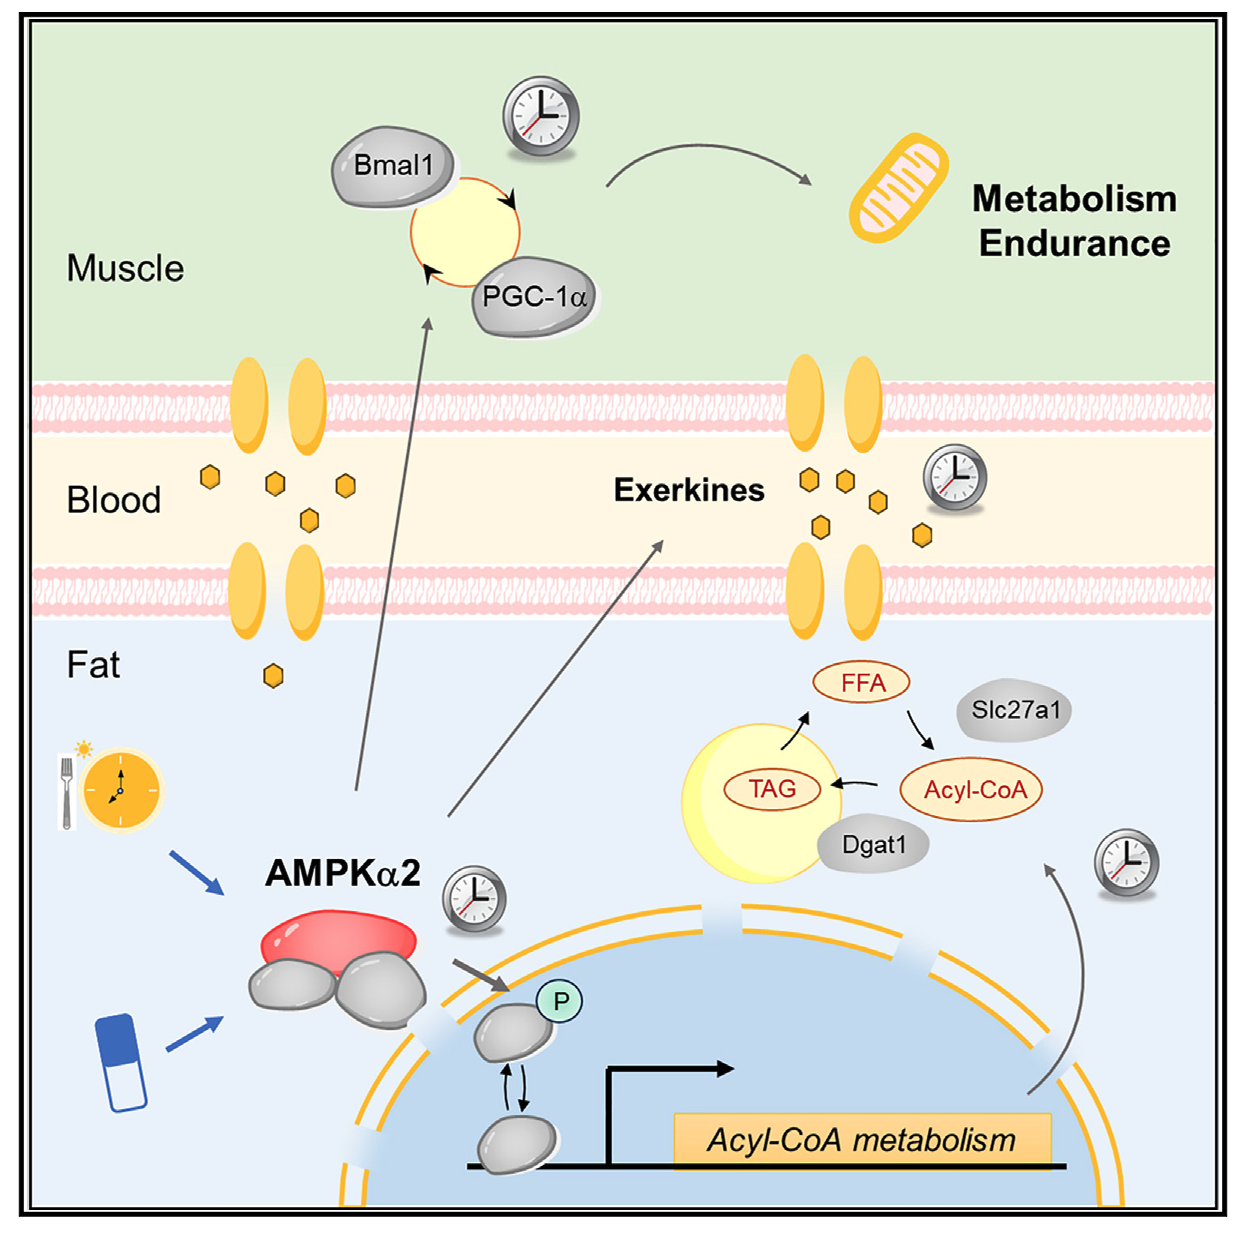 Bmal1
PGC-1α
Metabolism
Endurance
Muscle
Blood
Exerkines
Fat
FFA
Slc27a1
TAG
Acyl-CoA
Dgat1
AMPKα2
P
Acyl-CoA metabolism